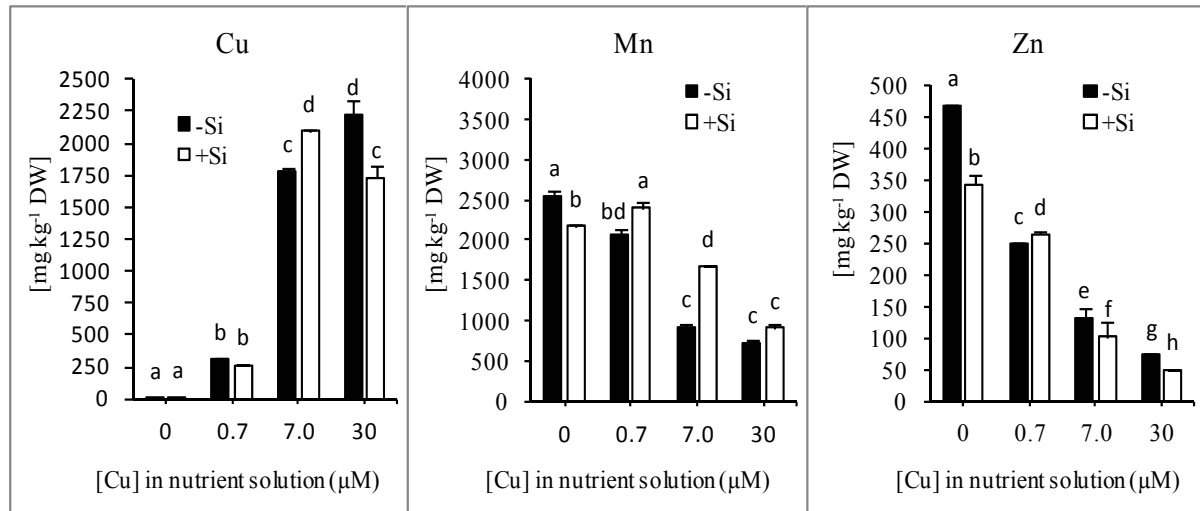 Cu
2500
2250
2000
1750
1500
1250
1000
750
500
250
0
[mg kg⁻¹ DW]
-Si
+Si
a a b b c d d c
0 0.7 7.0 30
[Cu] in nutrient solution (μM)
Mn
4000
3500
3000
2500
2000
1500
1000
500
0
[mg kg⁻¹ DW]
-Si
+Si
a b bd a c d c c
0 0.7 7.0 30
[Cu] in nutrient solution (μM)
Zn
500
450
400
350
300
250
200
150
100
50
0
[mg kg⁻¹ DW]
-Si
+Si
a b c d e f g h
0 0.7 7.0 30
[Cu] in nutrient solution (μM)